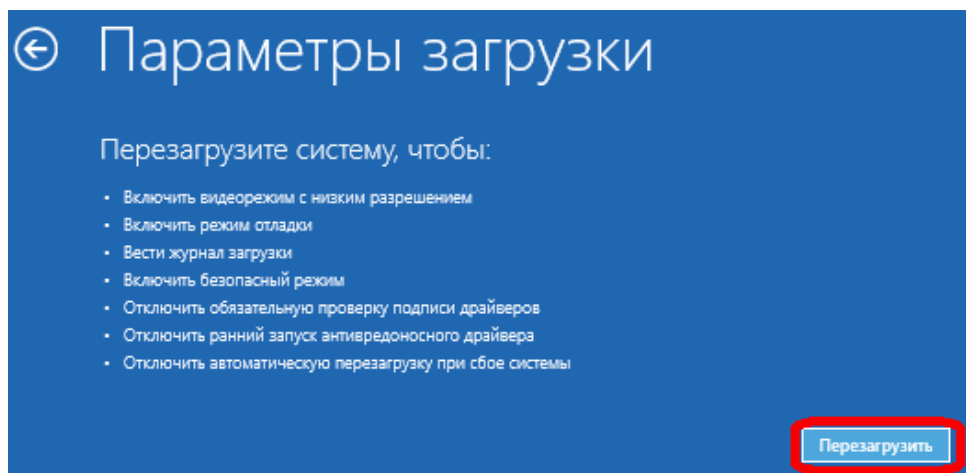 Параметры загрузки
Перезагрузите систему, чтобы:
• Включить видеорежим с низким разрешением
• Включить режим отладки
• Вести журнал загрузки
• Включить безопасный режим
• Отключить обязательную проверку подписи драйверов
• Отключить ранний запуск антивредоносного драйвера
• Отключить автоматическую перезагрузку при сбое системы
Перезагрузить